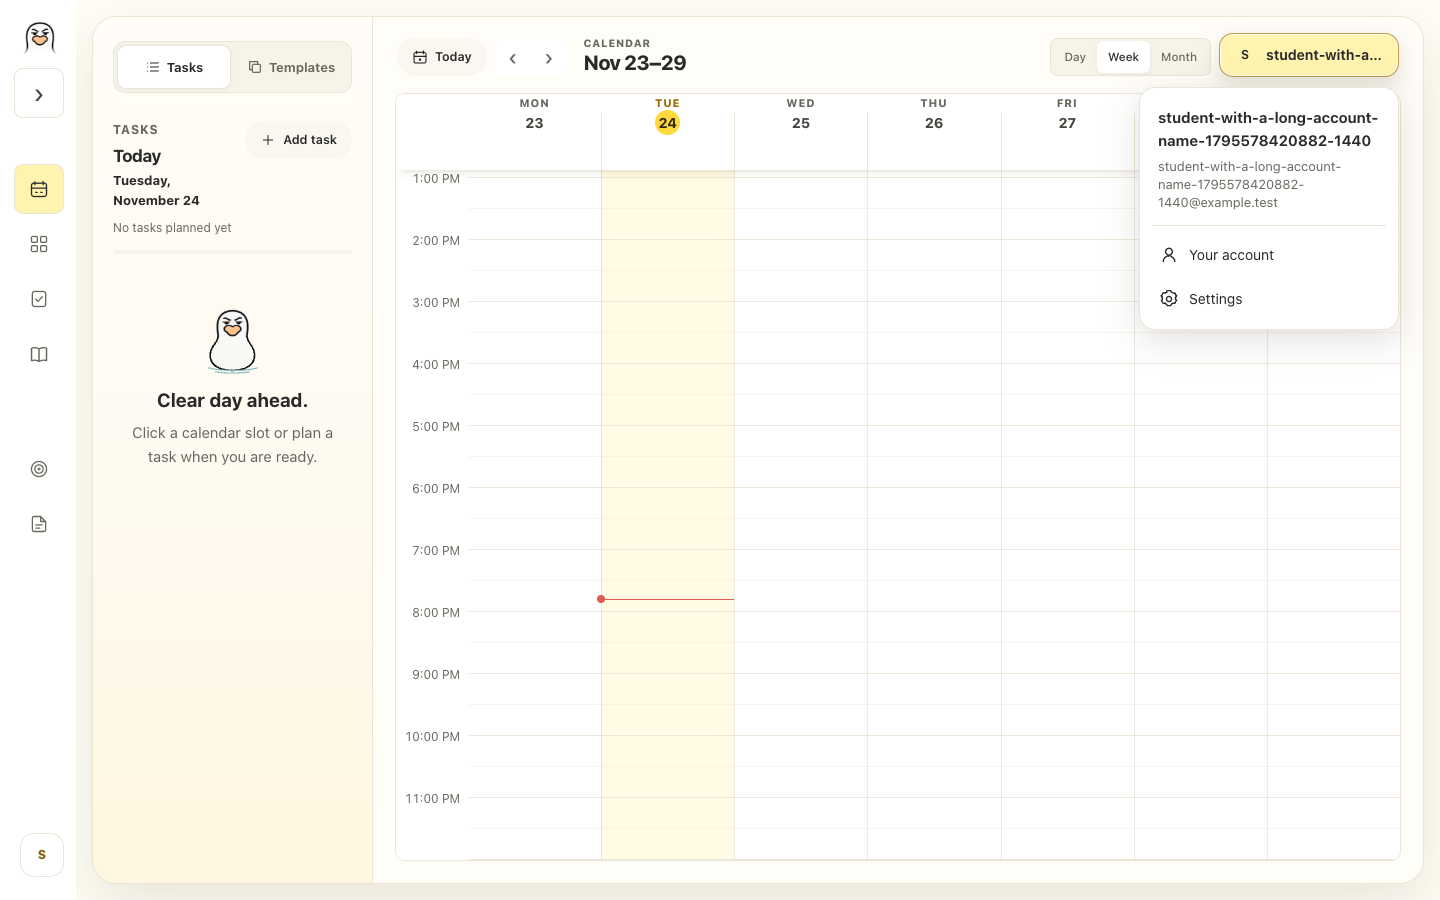 Tasks
Templates
TASKS
Today
Tuesday,
November 24
No tasks planned yet
Add task
Clear day ahead.
Click a calendar slot or plan a
task when you are ready.
S
Today
CALENDAR
Nov 23–29
Day
Week
Month
S student-with-a...
student-with-a-long-account-
name-1795578420882-1440
student-with-a-long-account-
name-1795578420882-
1440@example.test
Your account
Settings
MON
23
TUE
24
WED
25
THU
26
FRI
27
1:00 PM
2:00 PM
3:00 PM
4:00 PM
5:00 PM
6:00 PM
7:00 PM
8:00 PM
9:00 PM
10:00 PM
11:00 PM